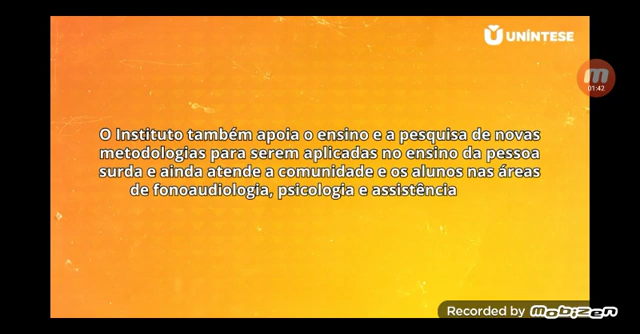 UNÍNTESE
01:42
O Instituto também apoia o ensino e a pesquisa de novas
metodologias para serem aplicadas no ensino da pessoa
surda e ainda atende a comunidade e os alunos nas áreas
de fonoaudiologia, psicologia e assistência
Recorded by mobizen